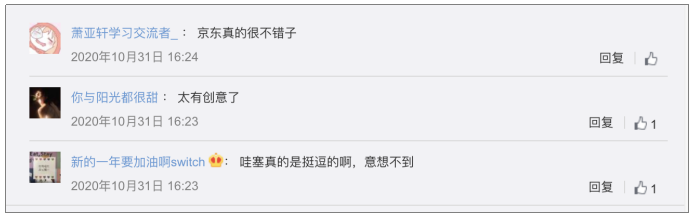 萧亚轩学习交流者_： 京东真的很不错子
2020年10月31日 16:24 回复
你与阳光都很甜： 太有创意了
2020年10月31日 16:23 回复 1
新的一年要加油啊switch ： 哇塞真的是挺逗的啊，意想不到
2020年10月31日 16:23 回复 1